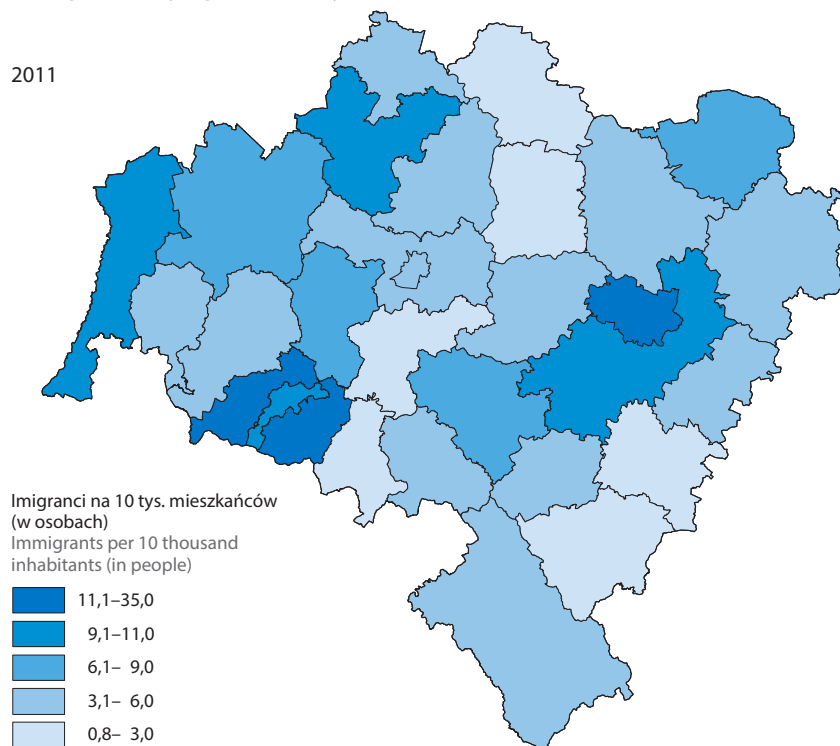 2011
Imigranci na 10 tys. mieszkańców
(w osobach)
Immigrants per 10 thousand
inhabitants (in people)
11,1–35,0
9,1–11,0
6,1– 9,0
3,1– 6,0
0,8– 3,0